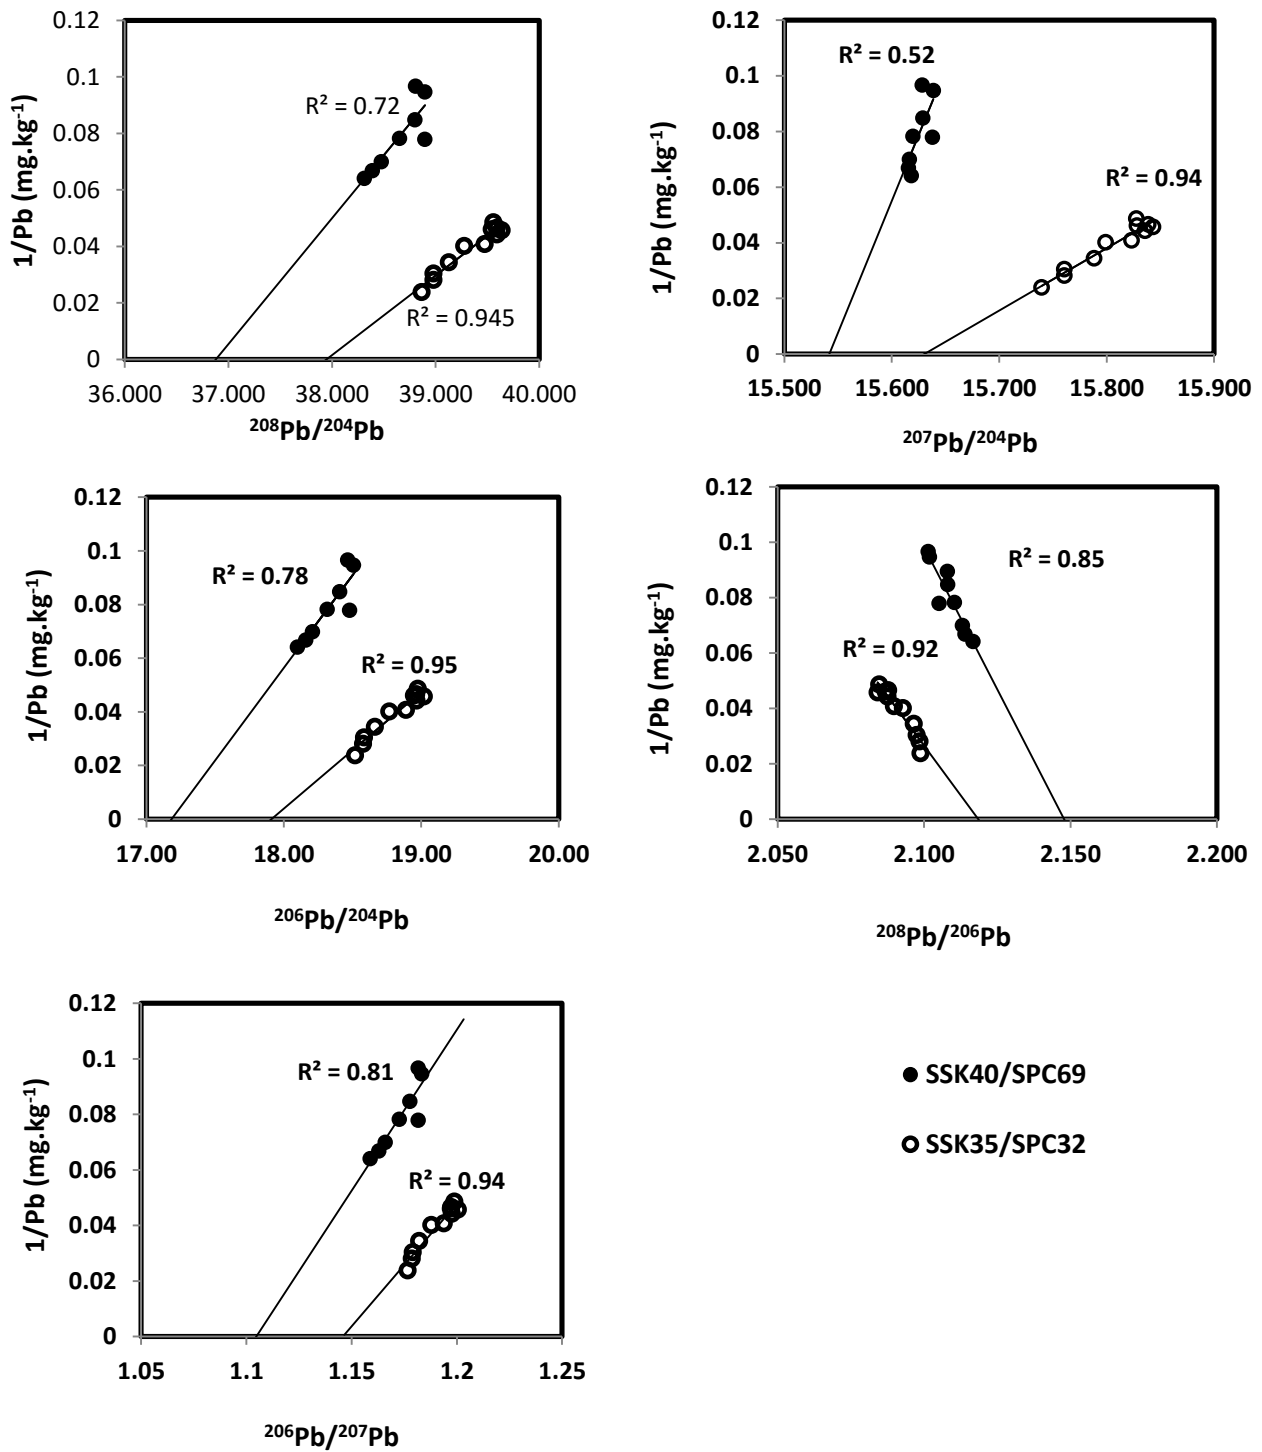 0.12
0.1
0.08
0.06
0.04
0.02
0
1/Pb (mg.kg⁻¹)
R² = 0.72
R² = 0.945
36.000 37.000 38.000 39.000 40.000
²⁰⁸Pb/²⁰⁴Pb
0.12
0.1
0.08
0.06
0.04
0.02
0
1/Pb (mg.kg⁻¹)
R² = 0.52
R² = 0.94
15.500 15.600 15.700 15.800 15.900
²⁰⁷Pb/²⁰⁴Pb
0.12
0.1
0.08
0.06
0.04
0.02
0
1/Pb (mg.kg⁻¹)
R² = 0.78
R² = 0.95
17.00 18.00 19.00 20.00
²⁰⁶Pb/²⁰⁴Pb
0.12
0.1
0.08
0.06
0.04
0.02
0
1/Pb (mg.kg⁻¹)
R² = 0.85
R² = 0.92
2.050 2.100 2.150 2.200
²⁰⁸Pb/²⁰⁶Pb
0.12
0.1
0.08
0.06
0.04
0.02
0
1/Pb (mg.kg⁻¹)
R² = 0.81
R² = 0.94
1.05 1.1 1.15 1.2 1.25
²⁰⁶Pb/²⁰⁷Pb
SSK40/SPC69
SSK35/SPC32